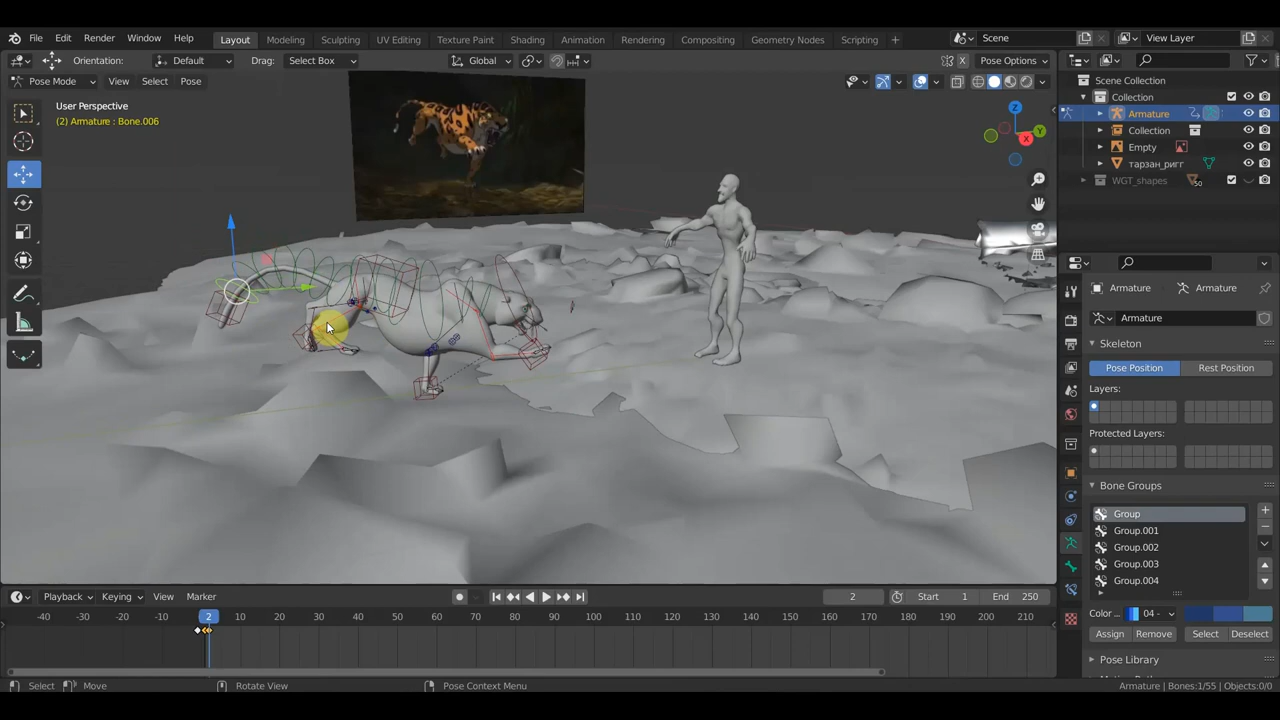 File Edit Render Window Help Layout Modeling Sculpting UV Editing Texture Paint Shading Animation Rendering Compositing Geometry Nodes Scripting + Scene View Layer
Orientation: Default Drag: Select Box Global X Pose Options
Pose Mode View Select Pose
User Perspective
(2) Armature : Bone.006
Z
Y
X
Scene Collection
Collection
Armature
Collection
Empty
тарзан_ригг
WGT_shapes 50
Armature Armature
Armature
Skeleton
Pose Position Rest Position
Layers:
Protected Layers:
Bone Groups
Group
Group.001
Group.002
Group.003
Group.004
Color ... 04 -
Assign Remove Select Deselect
Pose Library
Playback Keying View Marker 2 Start 1 End 250
-40 -30 -20 -10 2 10 20 30 40 50 60 70 80 90 100 110 120 130 140 150 160 170 180 190 200 210
Select Move Rotate View Pose Context Menu Armature | Bones:1/55 | Objects:0/0